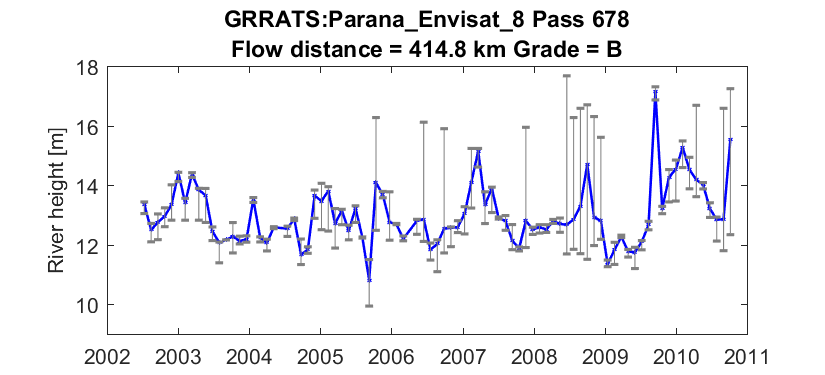 GRRATS:Parana_Envisat_8 Pass 678
Flow distance = 414.8 km Grade = B
River height [m]
18
16
14
12
10
2002 2003 2004 2005 2006 2007 2008 2009 2010 2011